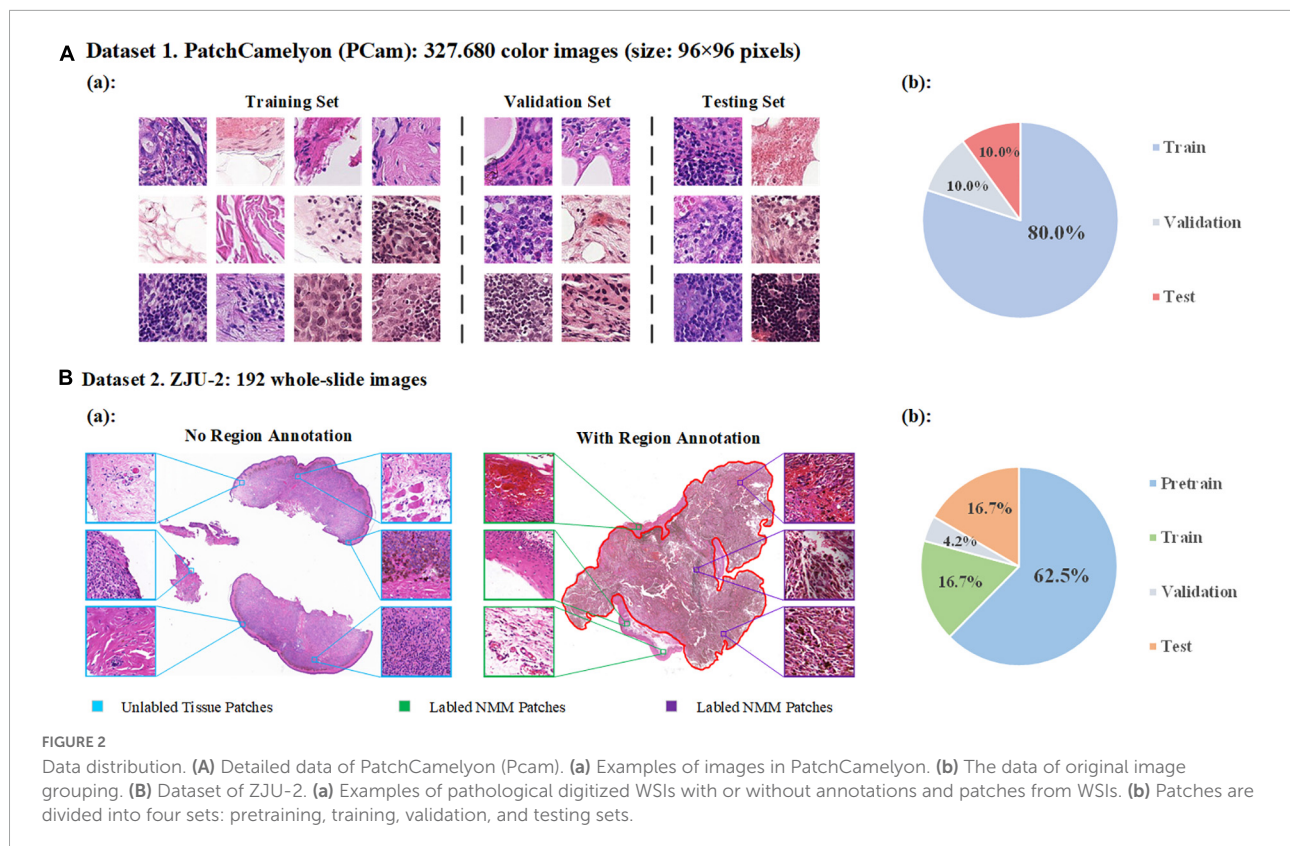 A Dataset 1. PatchCamelyon (PCam): 327.680 color images (size: 96×96 pixels)
(a):
(b):
Training Set
Validation Set
Testing Set
10.0%
10.0%
80.0%
Train
Validation
Test
B Dataset 2. ZJU-2: 192 whole-slide images
(a):
(b):
No Region Annotation
With Region Annotation
16.7%
4.2%
16.7%
62.5%
Pretrain
Train
Validation
Test
Unlabled Tissue Patches
Labled NMM Patches
Labled NMM Patches
FIGURE 2
Data distribution. (A) Detailed data of PatchCamelyon (Pcam). (a) Examples of images in PatchCamelyon. (b) The data of original image
grouping. (B) Dataset of ZJU-2. (a) Examples of pathological digitized WSIs with or without annotations and patches from WSIs. (b) Patches are
divided into four sets: pretraining, training, validation, and testing sets.